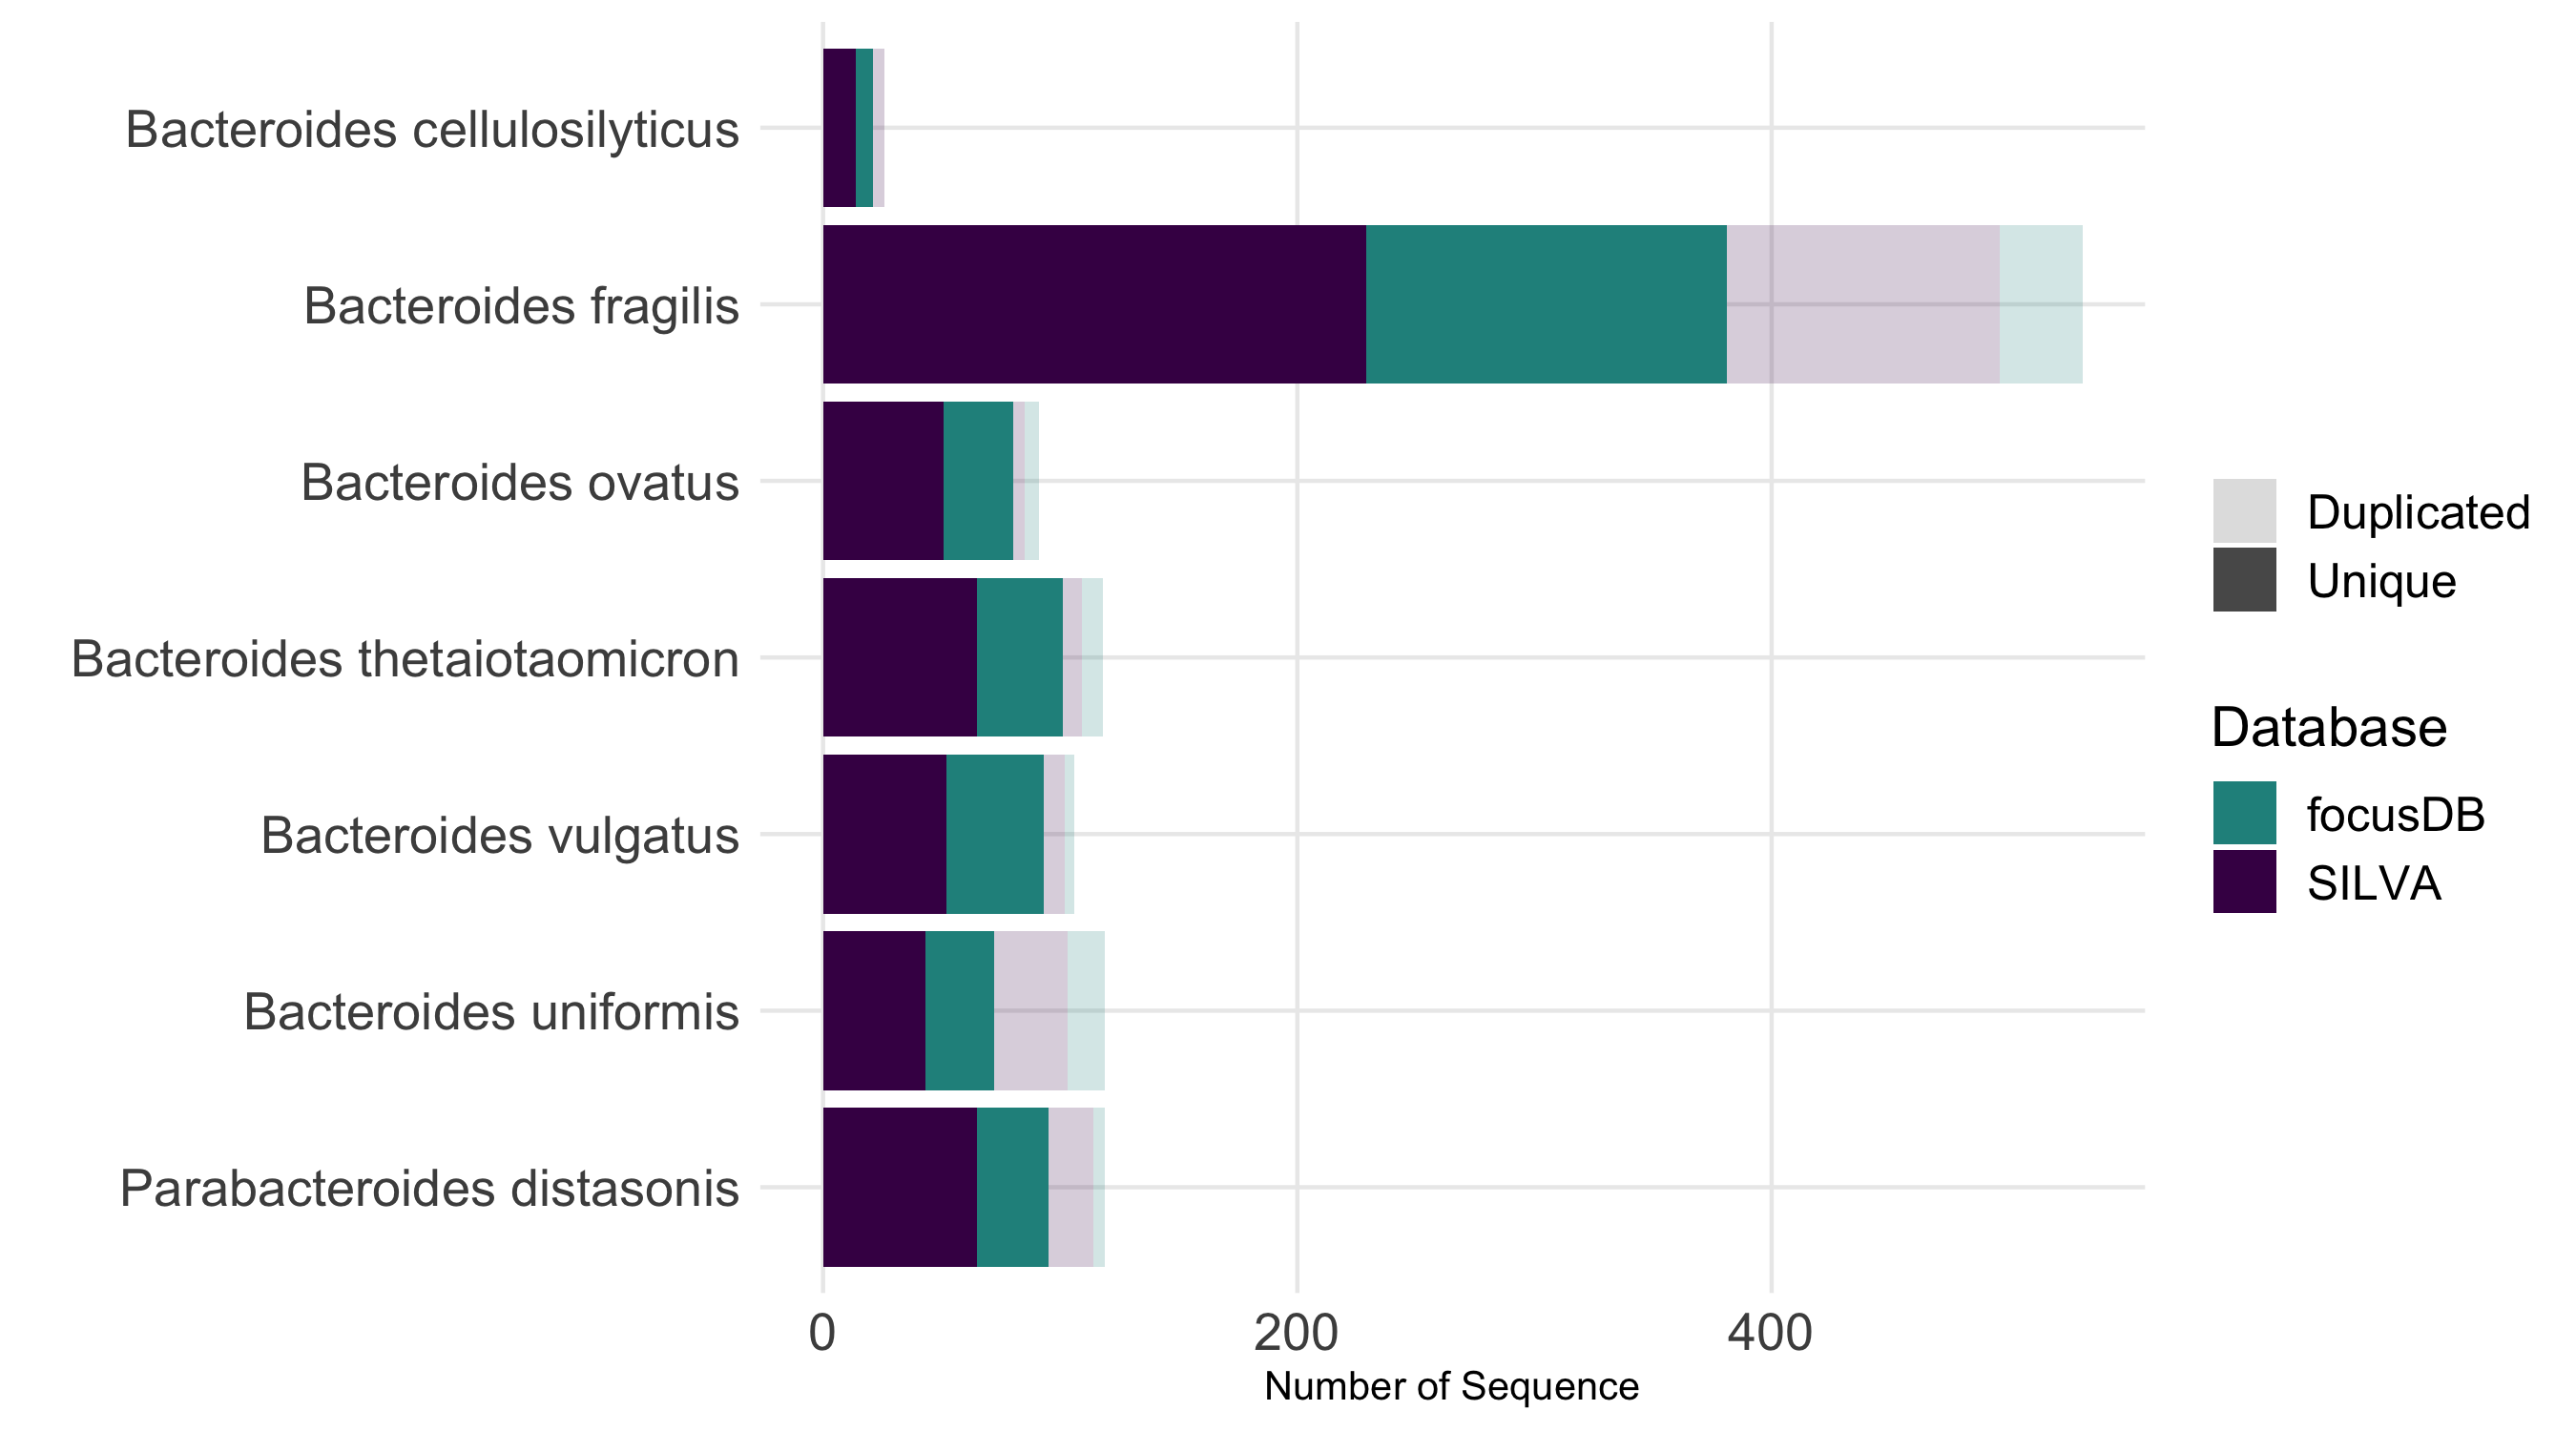 Bacteroides cellulosilyticus
Bacteroides fragilis
Bacteroides ovatus
Bacteroides thetaiotaomicron
Bacteroides vulgatus
Bacteroides uniformis
Parabacteroides distasonis
0 200 400
Number of Sequence
Duplicated
Unique
Database
focusDB
SILVA